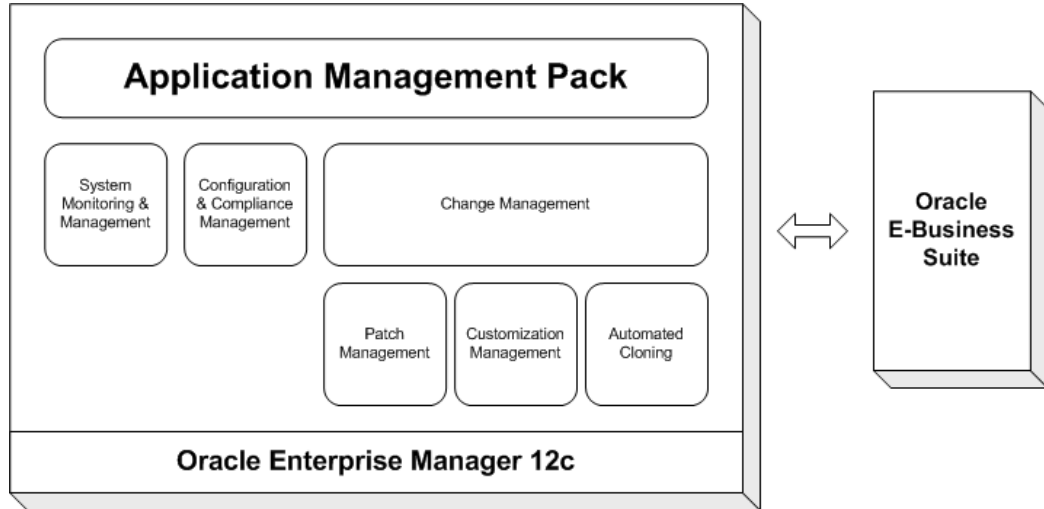 Application Management Pack
System
Monitoring &
Management
Configuration
& Compliance
Management
Change Management
Patch
Management
Customization
Management
Automated
Cloning
Oracle Enterprise Manager 12c
Oracle
E-Business
Suite